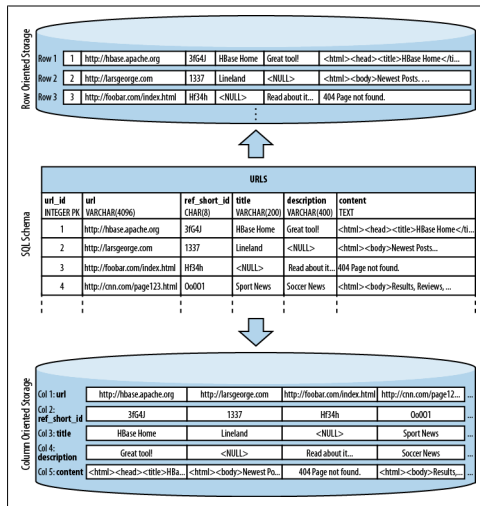 Row Oriented Storage
Row 1 1 http://hbase.apache.org 3fG4J HBase Home Great tool! <html><head><title>HBase Home</ti...
Row 2 2 http://larsgeorge.com 1337 Lineland <NULL> <html><body>Newest Posts. ...
Row 3 3 http://foobar.com/index.html Hf34h <NULL> Read about it... 404 Page not found.
SQL Schema
URLS
url_id url ref_short_id title description content
INTEGER PK VARCHAR(4096) CHAR(8) VARCHAR(200) VARCHAR(400) TEXT
1 http://hbase.apache.org 3fG4J HBase Home Great tool! <html><head><title>HBase Home</ti...
2 http://larsgeorge.com 1337 Lineland <NULL> <html><body>Newest Posts...
3 http://foobar.com/index.html Hf34h <NULL> Read about it... 404 Page not found.
4 http://cnn.com/page123.html Oo001 Sport News Soccer News <html><body>Results, Reviews, ...
Column Oriented Storage
Col 1: url http://hbase.apache.org http://larsgeorge.com http://foobar.com/index.html http://cnn.com/page12... ...
Col 2:
ref_short_id 3fG4J 1337 Hf34h Oo001 ...
Col 3: title HBase Home Lineland <NULL> Sport News ...
Col 4:
description Great tool! <NULL> Read about it... Soccer News ...
Col 5: content <html><head><title>HBa... <html><body>Newest Po... 404 Page not found. <html><body>Results,... ...